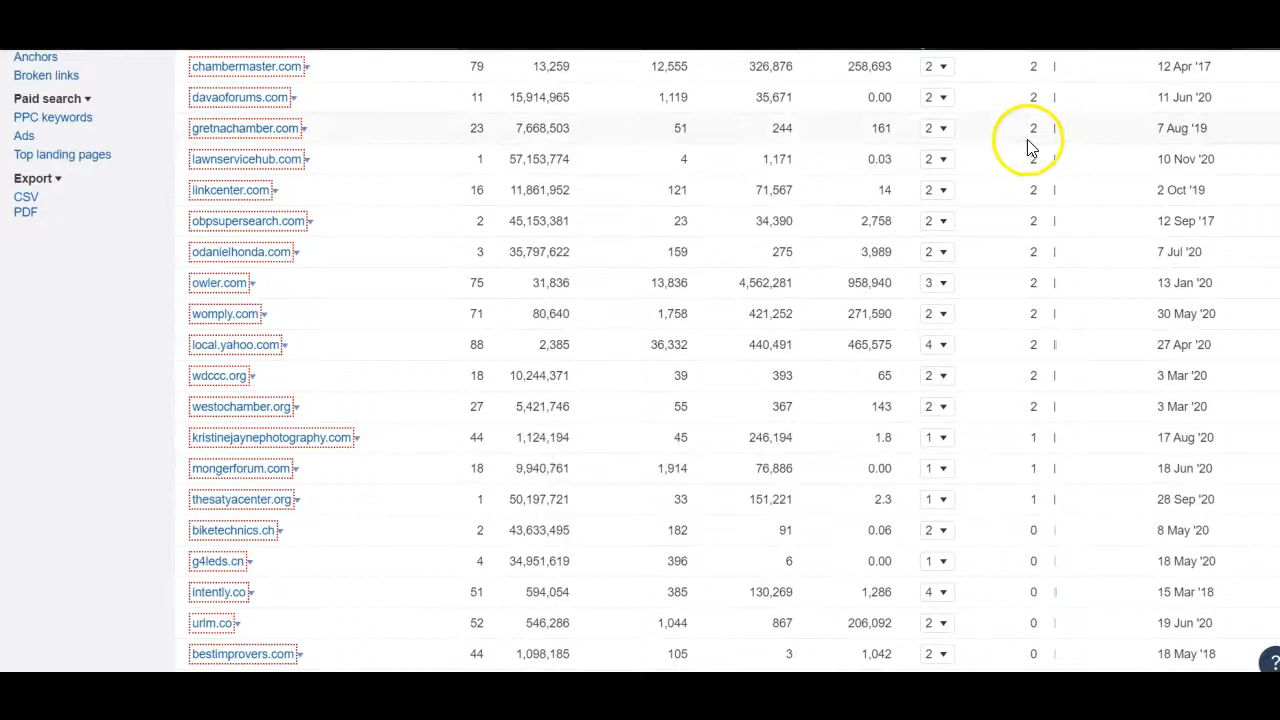 Anchors
Broken links
Paid search
PPC keywords
Ads
Top landing pages
Export
CSV
PDF
chambermaster.com 79 13,259 12,555 326,876 258,693 2 2 12 Apr '17
davaoforums.com 11 15,914,965 1,119 35,671 0.00 2 2 11 Jun '20
gretnachamber.com 23 7,668,503 51 244 161 2 2 7 Aug '19
lawnservicehub.com 1 57,153,774 4 1,171 0.03 2 2 10 Nov '20
linkcenter.com 16 11,861,952 121 71,567 14 2 2 2 Oct '19
obpsupersearch.com 2 45,153,381 23 34,390 2,758 2 2 12 Sep '17
odanielhonda.com 3 35,797,622 159 275 3,989 2 2 7 Jul '20
owler.com 75 31,836 13,836 4,562,281 958,940 3 2 13 Jan '20
womply.com 71 80,640 1,758 421,252 271,590 2 2 30 May '20
local.yahoo.com 88 2,385 36,332 440,491 465,575 4 2 27 Apr '20
wdccc.org 18 10,244,371 39 393 65 2 2 3 Mar '20
westochamber.org 27 5,421,746 55 367 143 2 2 3 Mar '20
kristinejaynephotography.com 44 1,124,194 45 246,194 1.8 1 1 17 Aug '20
mongerforum.com 18 9,940,761 1,914 76,886 0.00 1 1 18 Jun '20
thesatyacenter.org 1 50,197,721 33 151,221 2.3 1 1 28 Sep '20
biketechnics.ch 2 43,633,495 182 91 0.06 2 0 8 May '20
g4leds.cn 4 34,951,619 396 6 0.00 1 0 18 May '20
intently.co 51 594,054 385 130,269 1,286 4 0 15 Mar '18
urlm.co 52 546,286 1,044 867 206,092 2 0 19 Jun '20
bestimprovers.com 44 1,098,185 105 3 1,042 2 0 18 May '18
?